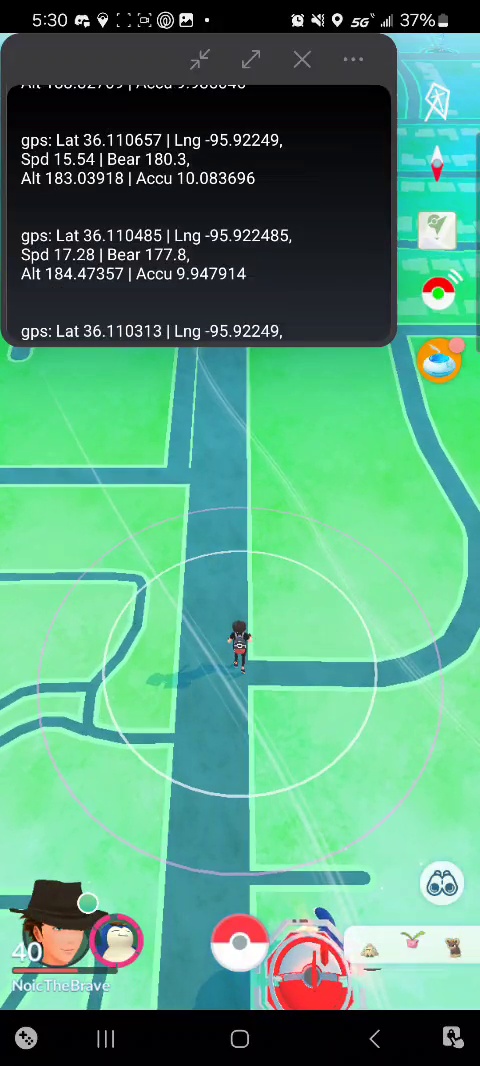 5:30
5G
37%
gps: Lat 36.110657 | Lng -95.92249,
Spd 15.54 | Bear 180.3,
Alt 183.03918 | Accu 10.083696
gps: Lat 36.110485 | Lng -95.922485,
Spd 17.28 | Bear 177.8,
Alt 184.47357 | Accu 9.947914
gps: Lat 36.110313 | Lng -95.92249,
40
NoicTheBrave